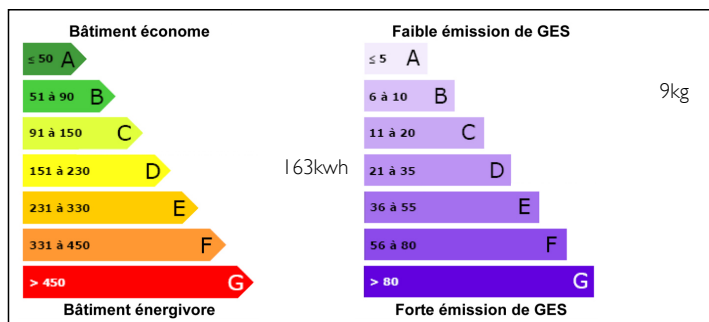 Bâtiment économe
≤ 50 A
51 à 90 B
91 à 150 C
151 à 230 D
231 à 330 E
331 à 450 F
> 450 G
Bâtiment énergivore
163kwh
Faible émission de GES
≤ 5 A
6 à 10 B
11 à 20 C
21 à 35 D
36 à 55 E
56 à 80 F
> 80 G
Forte émission de GES
9kg